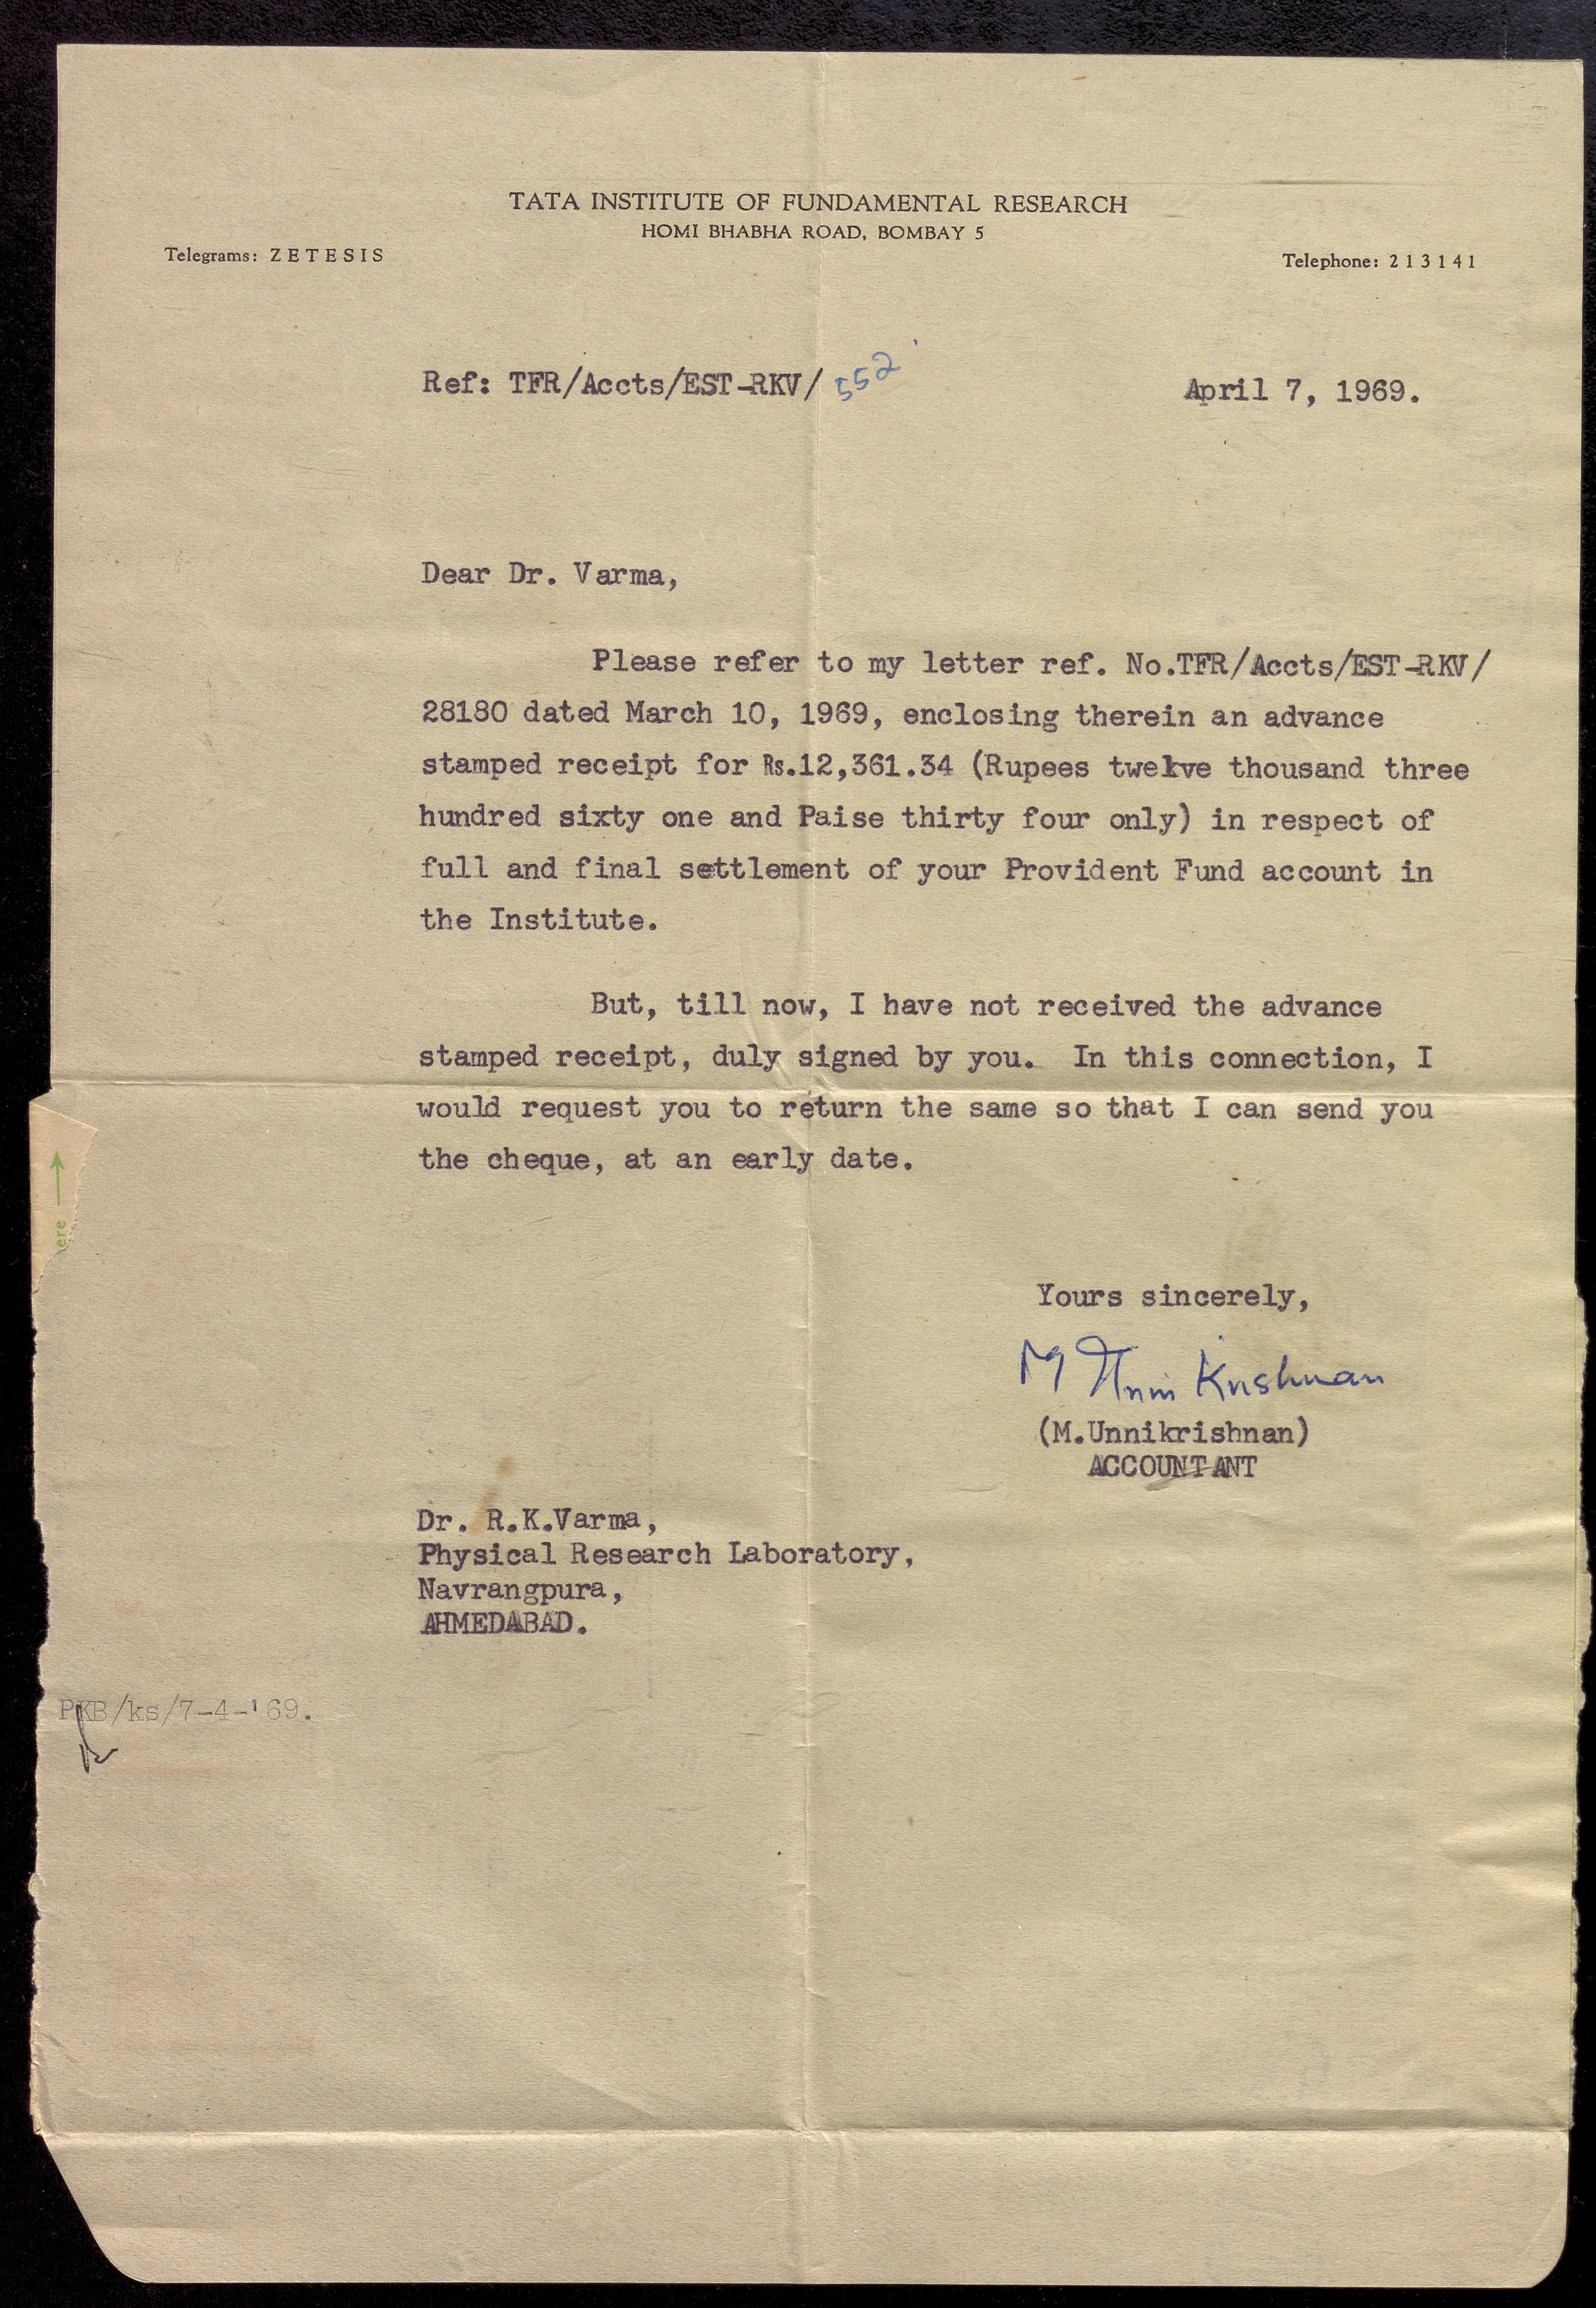 TATA INSTITUTE OF FUNDAMENTAL RESEARCH
HOMI BHABHA ROAD, BOMBAY 5
Telegrams: ZETESIS
Telephone: 213141
Ref: TFR/Accts/EST-RKV/552
April 7, 1969.
Dear Dr. Varma,
Please refer to my letter ref. No.TFR/Accts/EST-RKV/
28180 dated March 10, 1969, enclosing therein an advance
stamped receipt for Rs.12,361.34 (Rupees twelve thousand three
hundred sixty one and Paise thirty four only) in respect of
full and final settlement of your Provident Fund account in
the Institute.
But, till now, I have not received the advance
stamped receipt, duly signed by you. In this connection, I
would request you to return the same so that I can send you
the cheque, at an early date.
ere
Yours sincerely,
M Unni Krishnan
(M.Unnikrishnan)
ACCOUNTANT
Dr. R.K.Varma,
Physical Research Laboratory,
Navrangpura,
AHMEDABAD.
PKB/ks/7-4-'69.